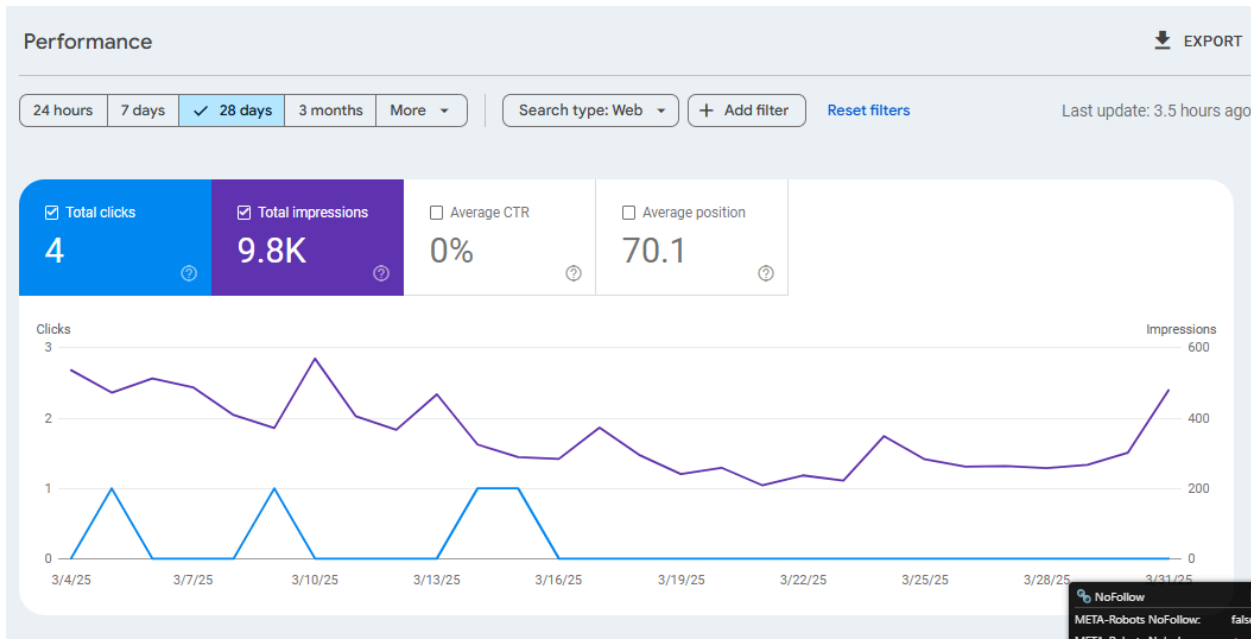 Performance
EXPORT
24 hours 7 days 28 days 3 months More Search type: Web + Add filter Reset filters Last update: 3.5 hours ago
Total clicks Total impressions Average CTR Average position
4 9.8K 0% 70.1
Clicks Impressions
3 600
2 400
1 200
0 0
3/4/25 3/7/25 3/10/25 3/13/25 3/16/25 3/19/25 3/22/25 3/25/25 3/28/25 3/31/25
NoFollow
META-Robots NoFollow: false